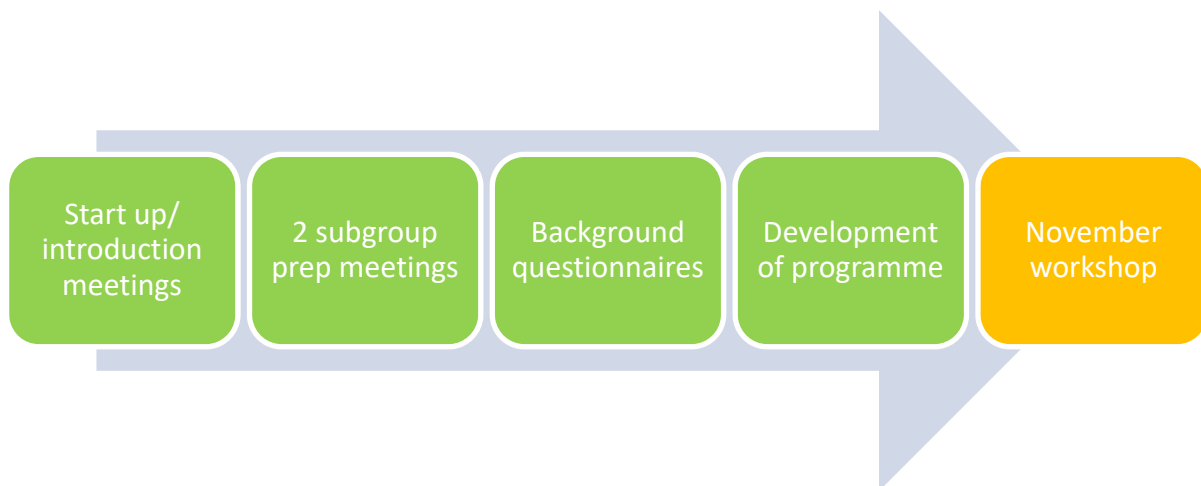 Start up/
introduction
meetings
2 subgroup
prep meetings
Background
questionnaires
Development
of programme
November
workshop